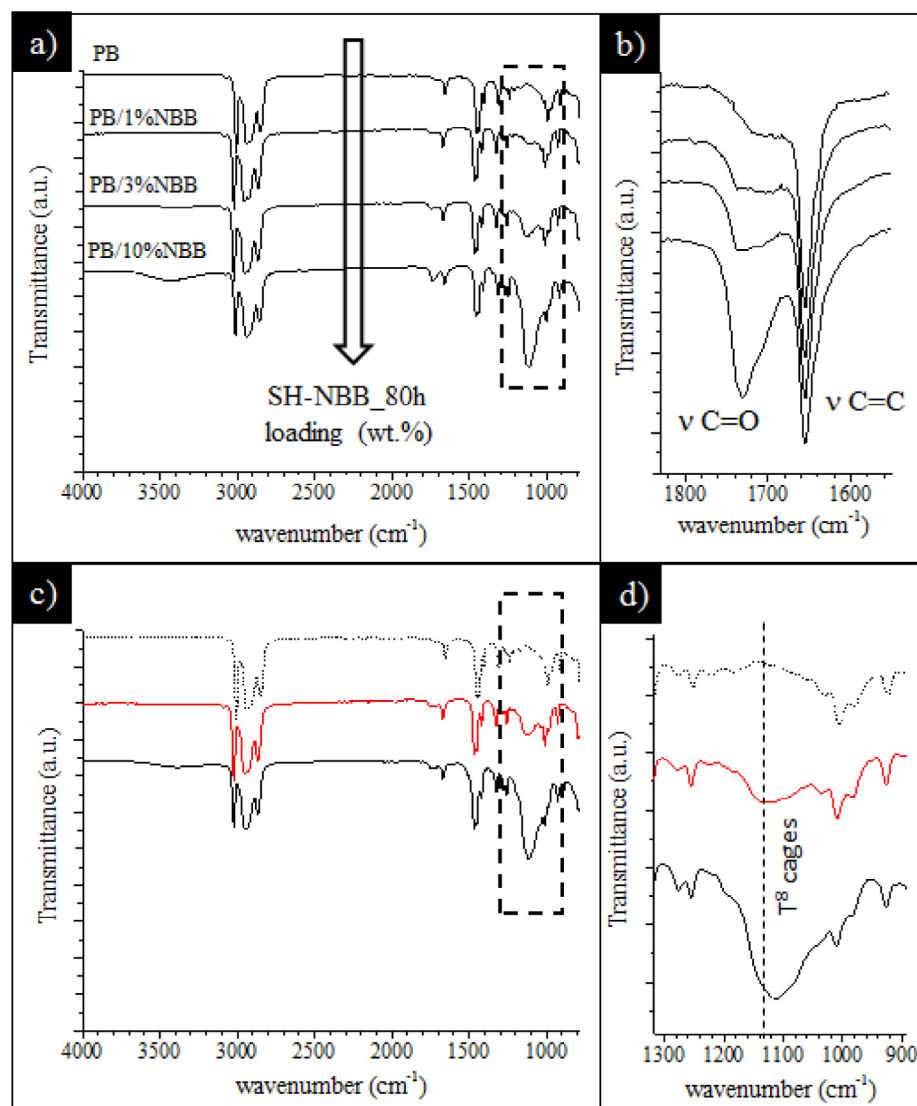 a)
PB
PB/1%NBB
PB/3%NBB
PB/10%NBB
SH-NBB_80h
loading (wt.%)
Transmittance (a.u.)
4000 3500 3000 2500 2000 1500 1000
wavenumber (cm⁻¹)
b)
ν C=O
ν C=C
Transmittance (a.u.)
1800 1700 1600
wavenumber (cm⁻¹)
c)
Transmittance (a.u.)
4000 3500 3000 2500 2000 1500 1000
wavenumber (cm⁻¹)
d)
T⁸ cages
Transmittance (a.u.)
1300 1200 1100 1000 900
wavenumber (cm⁻¹)